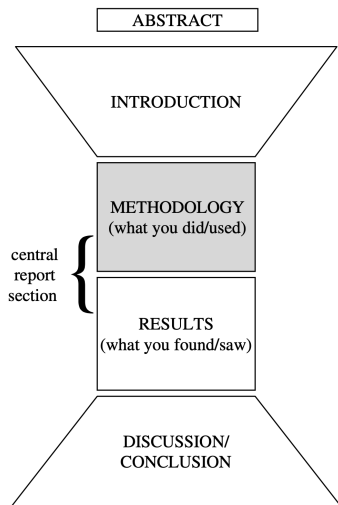 ABSTRACT
INTRODUCTION
METHODOLOGY
(what you did/used)
central
report
section
RESULTS
(what you found/saw)
DISCUSSION/
CONCLUSION